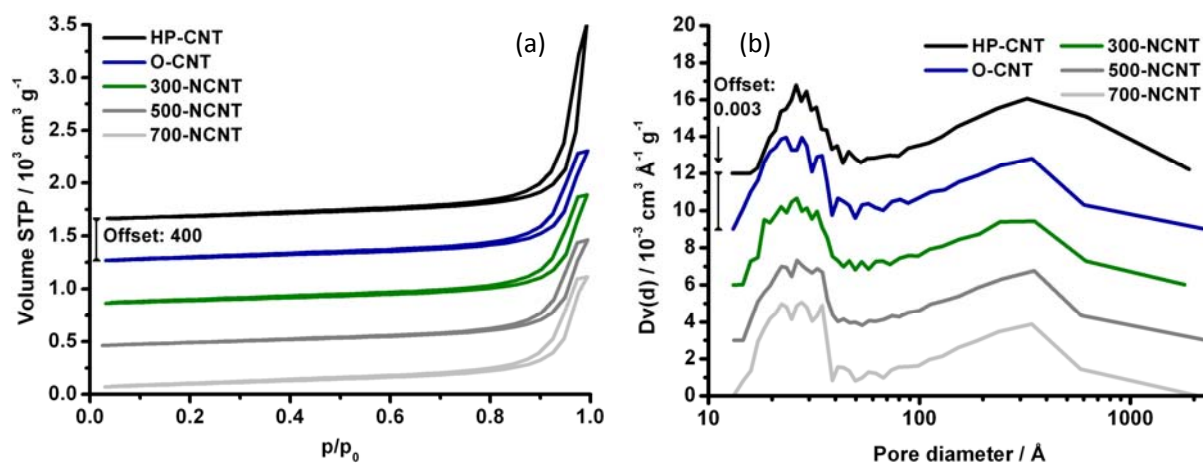 (a)
HP-CNT
O-CNT
300-NCNT
500-NCNT
700-NCNT
Offset: 400
Volume STP / 10³ cm³ g⁻¹
3.5
3.0
2.5
2.0
1.5
1.0
0.5
0.0
0.0 0.2 0.4 0.6 0.8 1.0
p/p₀
(b)
HP-CNT
O-CNT
300-NCNT
500-NCNT
700-NCNT
Offset:
0.003
Dv(d) / 10⁻³ cm³ Å⁻¹ g⁻¹
20
18
16
14
12
10
8
6
4
2
0
10 100 1000
Pore diameter / Å